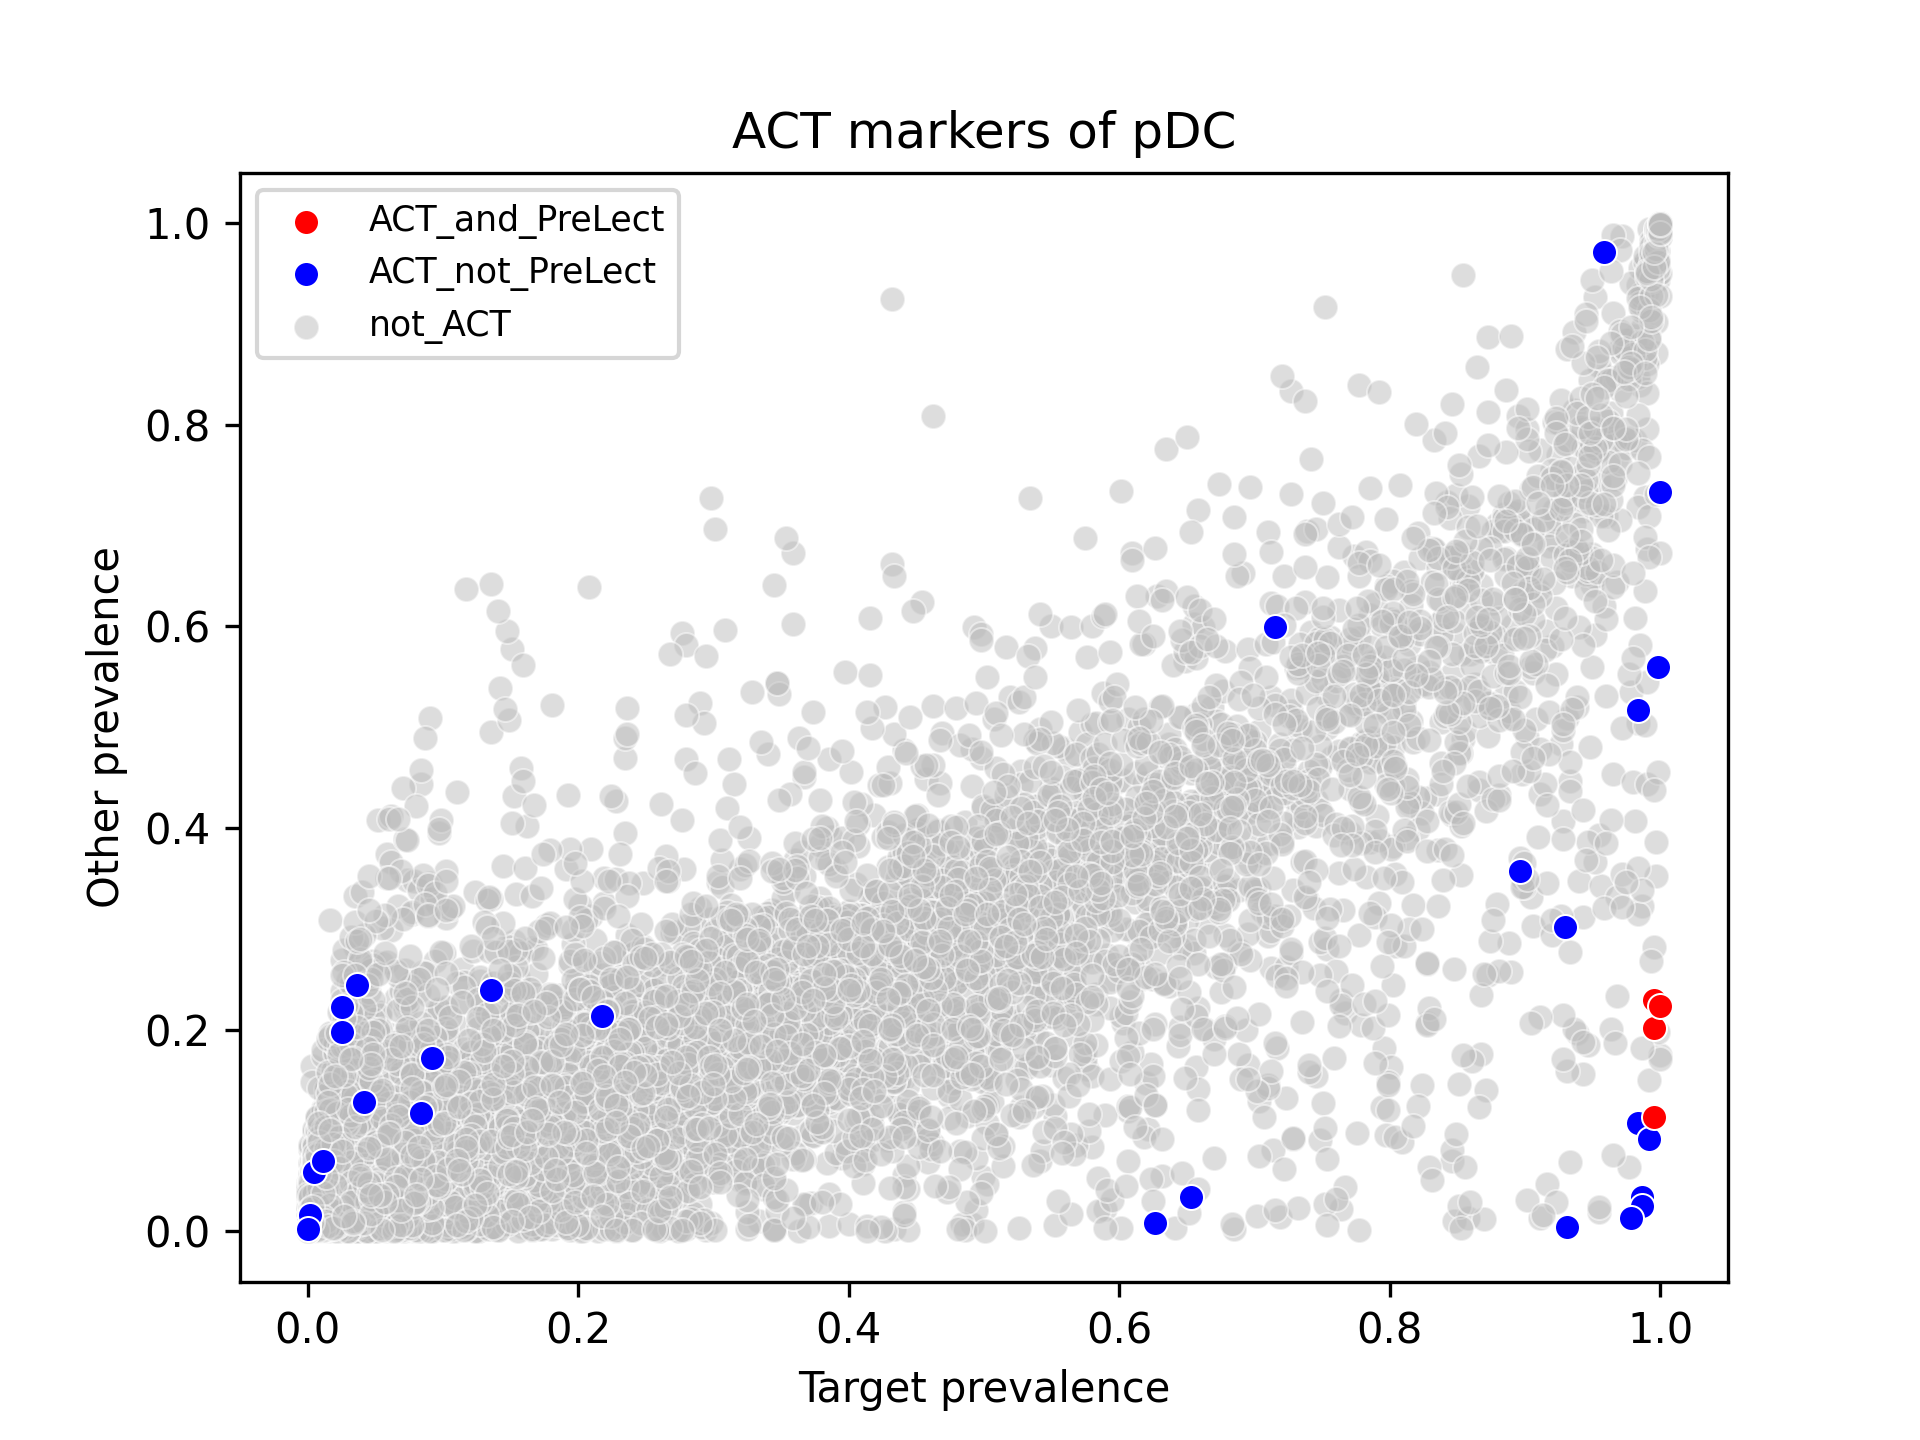 ACT markers of pDC
ACT_and_PreLect
ACT_not_PreLect
not_ACT
1.0
0.8
0.6
0.4
0.2
0.0
Other prevalence
0.0 0.2 0.4 0.6 0.8 1.0
Target prevalence